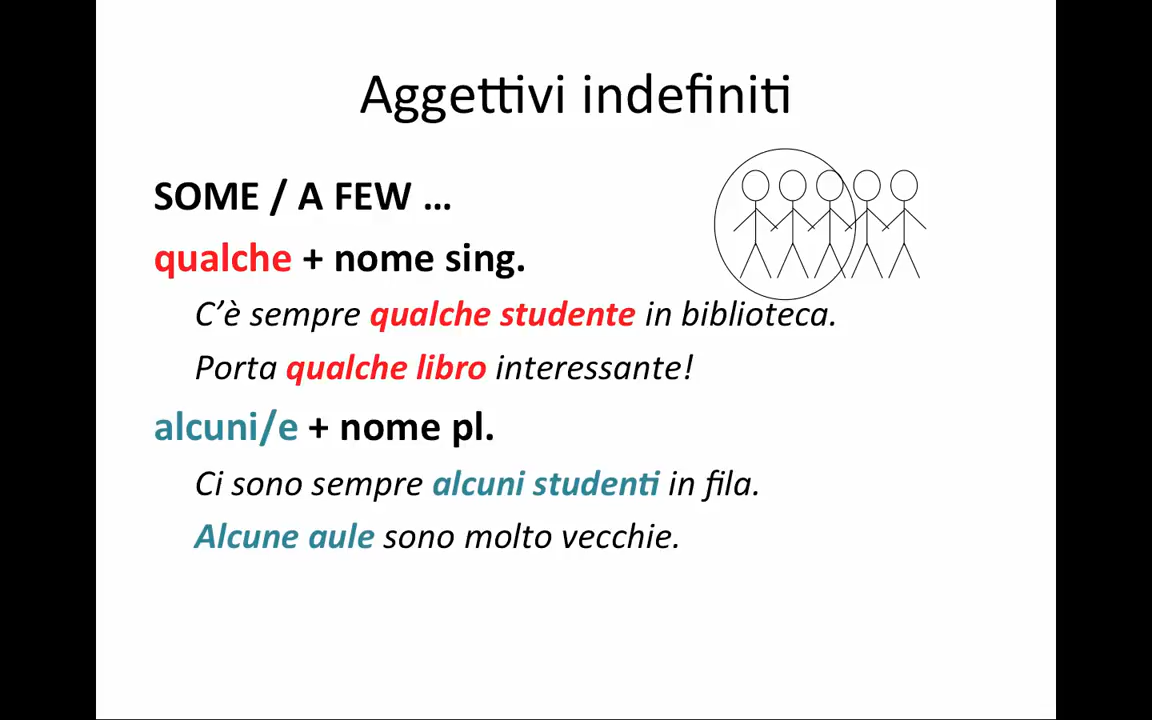 Aggettivi indefiniti
SOME / A FEW …
qualche + nome sing.
C’è sempre qualche studente in biblioteca.
Porta qualche libro interessante!
alcuni/e + nome pl.
Ci sono sempre alcuni studenti in fila.
Alcune aule sono molto vecchie.